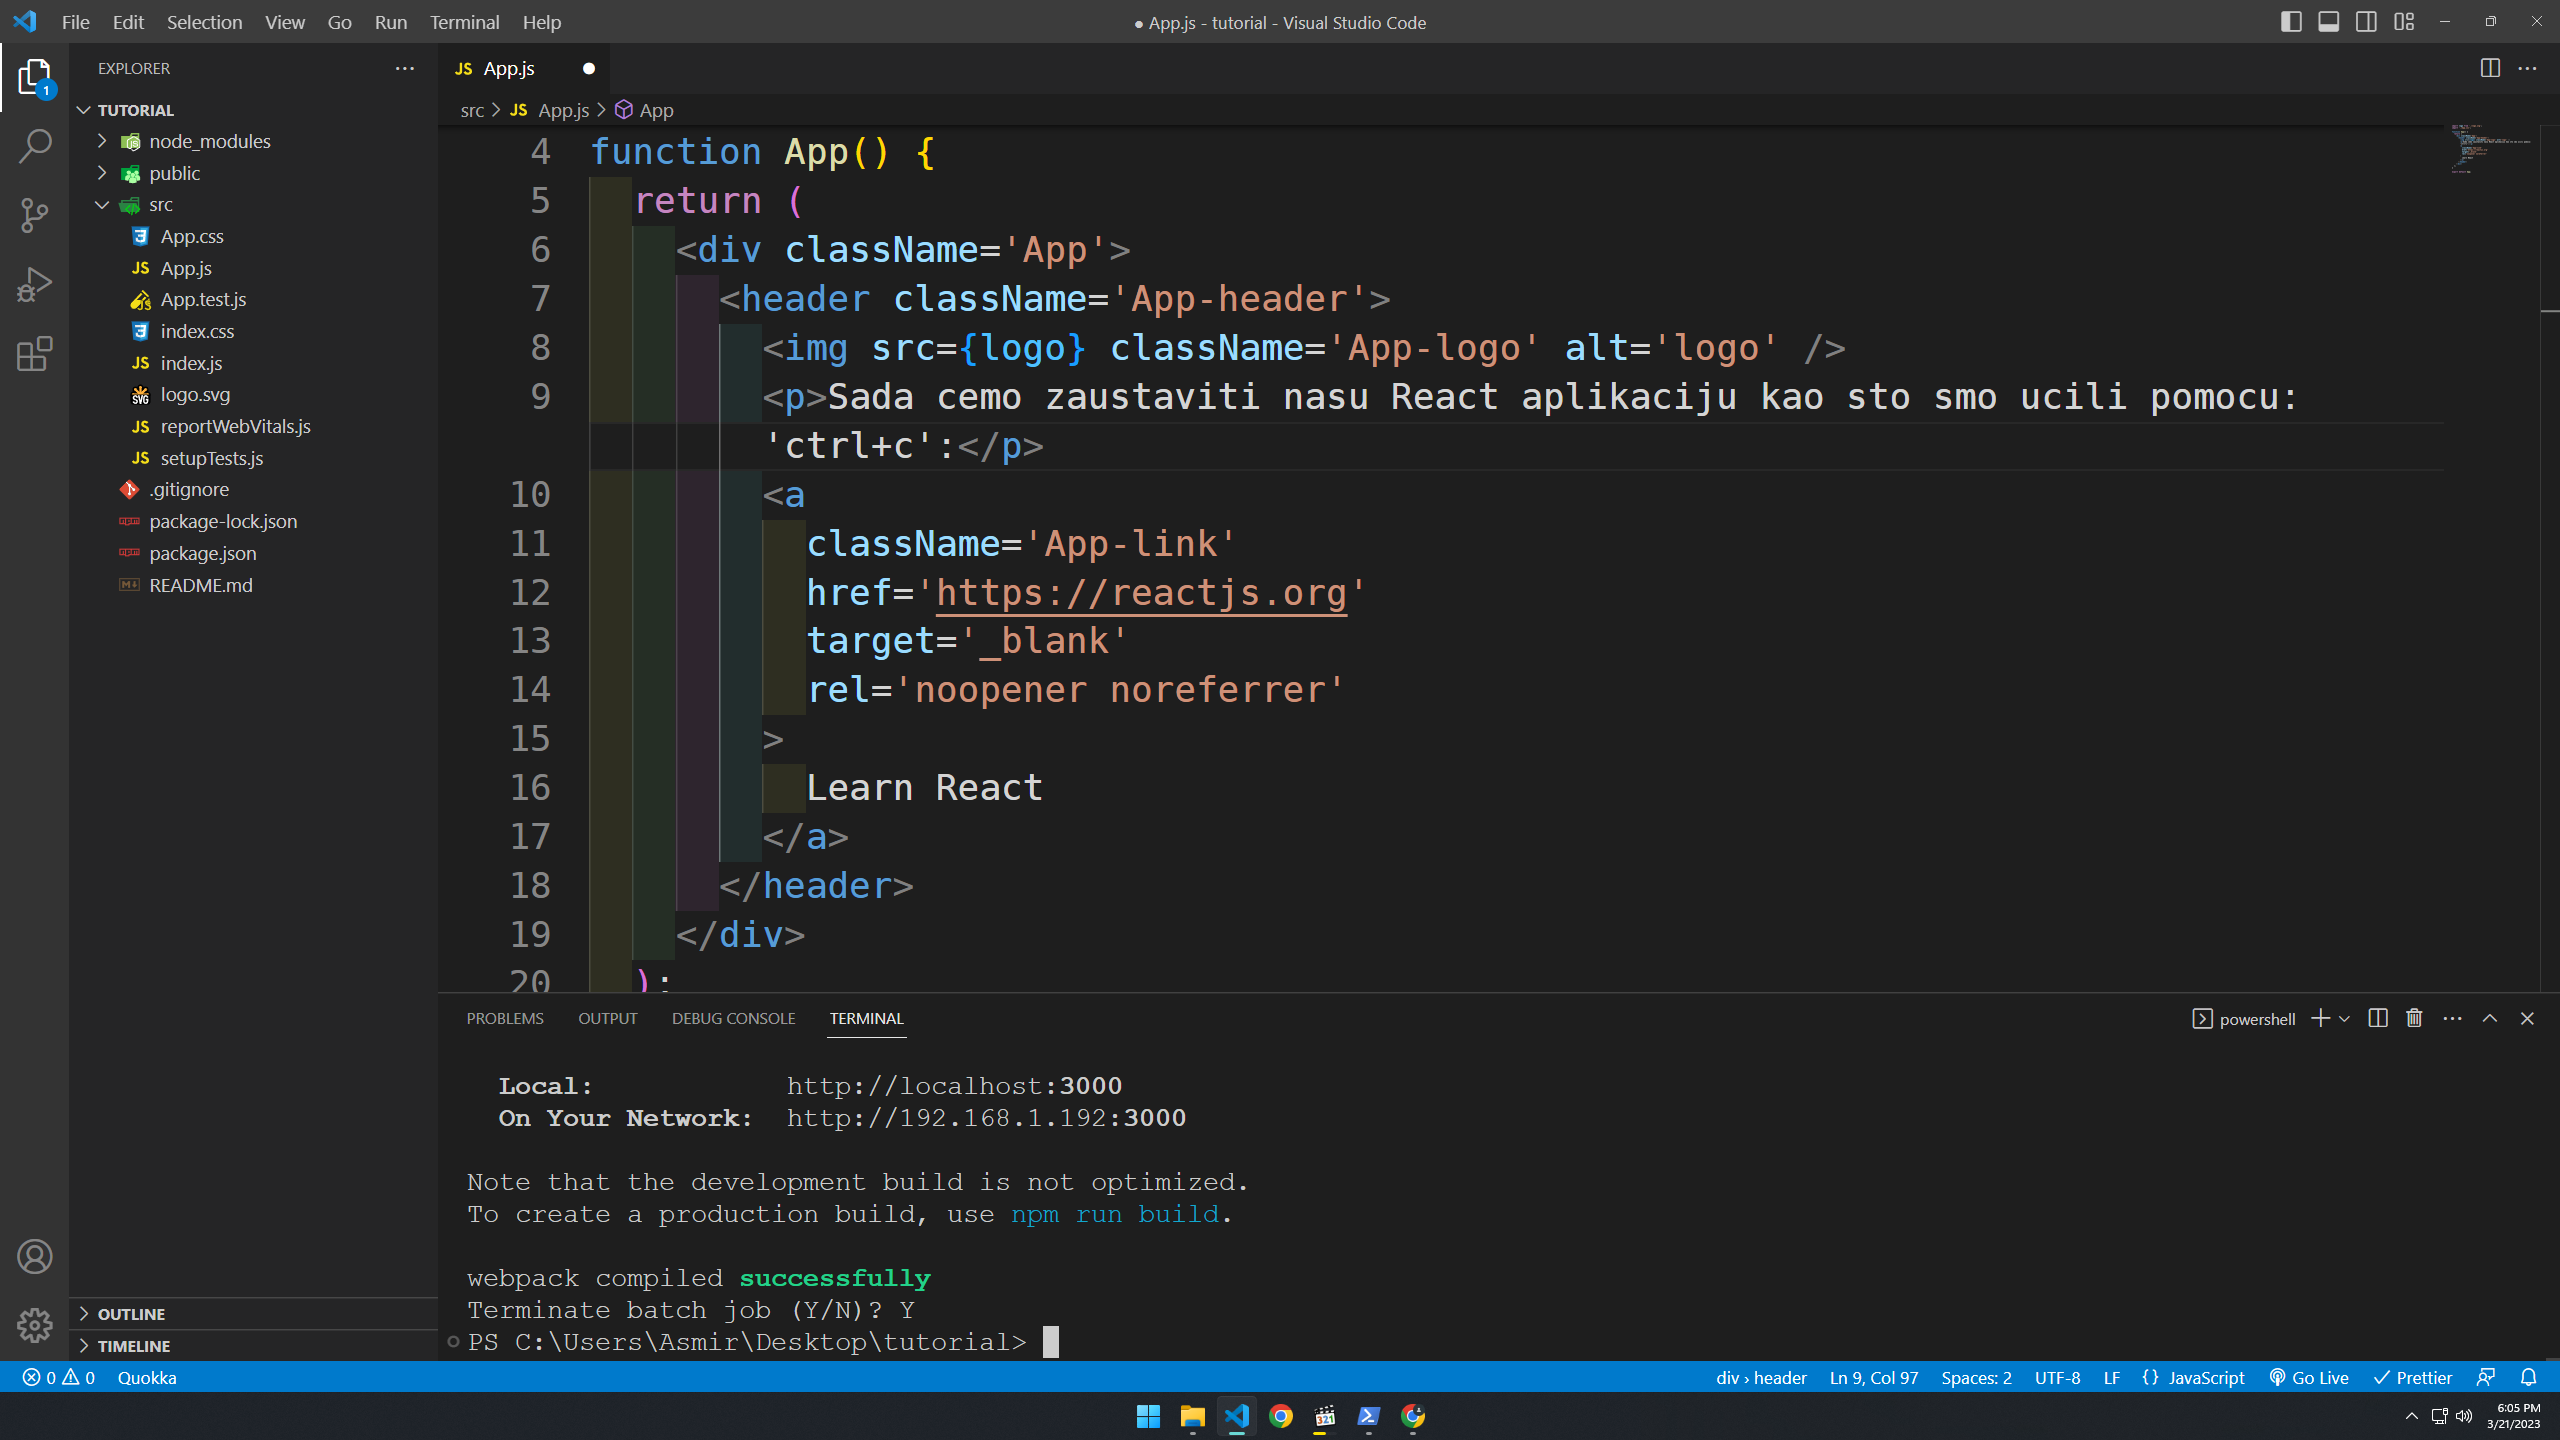 File Edit Selection View Go Run Terminal Help
● App.js - tutorial - Visual Studio Code
EXPLORER
TUTORIAL
node_modules
public
src
App.css
App.js
App.test.js
index.css
index.js
logo.svg
reportWebVitals.js
setupTests.js
.gitignore
package-lock.json
package.json
README.md
OUTLINE
TIMELINE
1
JS App.js
src > JS App.js > App
4 function App() {
5 return (
6 <div className='App'>
7 <header className='App-header'>
8 <img src={logo} className='App-logo' alt='logo' />
9 <p>Sada cemo zaustaviti nasu React aplikaciju kao sto smo ucili pomocu:
'ctrl+c':</p>
10 <a
11 className='App-link'
12 href='https://reactjs.org'
13 target='_blank'
14 rel='noopener noreferrer'
15 >
16 Learn React
17 </a>
18 </header>
19 </div>
20 );
PROBLEMS OUTPUT DEBUG CONSOLE TERMINAL
powershell
Local: http://localhost:3000
On Your Network: http://192.168.1.192:3000
Note that the development build is not optimized.
To create a production build, use npm run build.
webpack compiled successfully
Terminate batch job (Y/N)? Y
PS C:\Users\Asmir\Desktop\tutorial>
0 0 Quokka
div › header Ln 9, Col 97 Spaces: 2 UTF-8 LF {} JavaScript Go Live Prettier
321
6:05 PM
3/21/2023